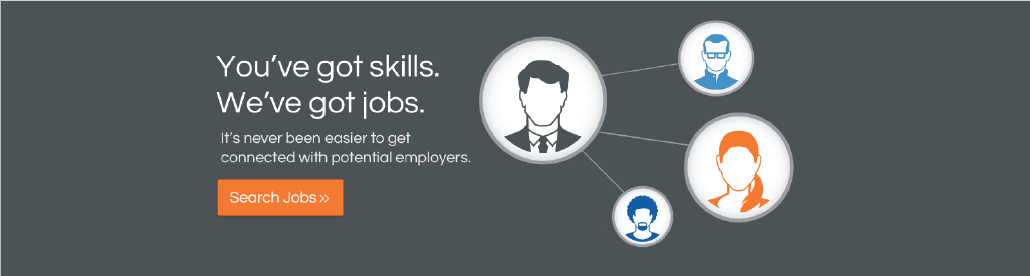 You've got skills.
We've got jobs.
It's never been easier to get
connected with potential employers.
Search Jobs »